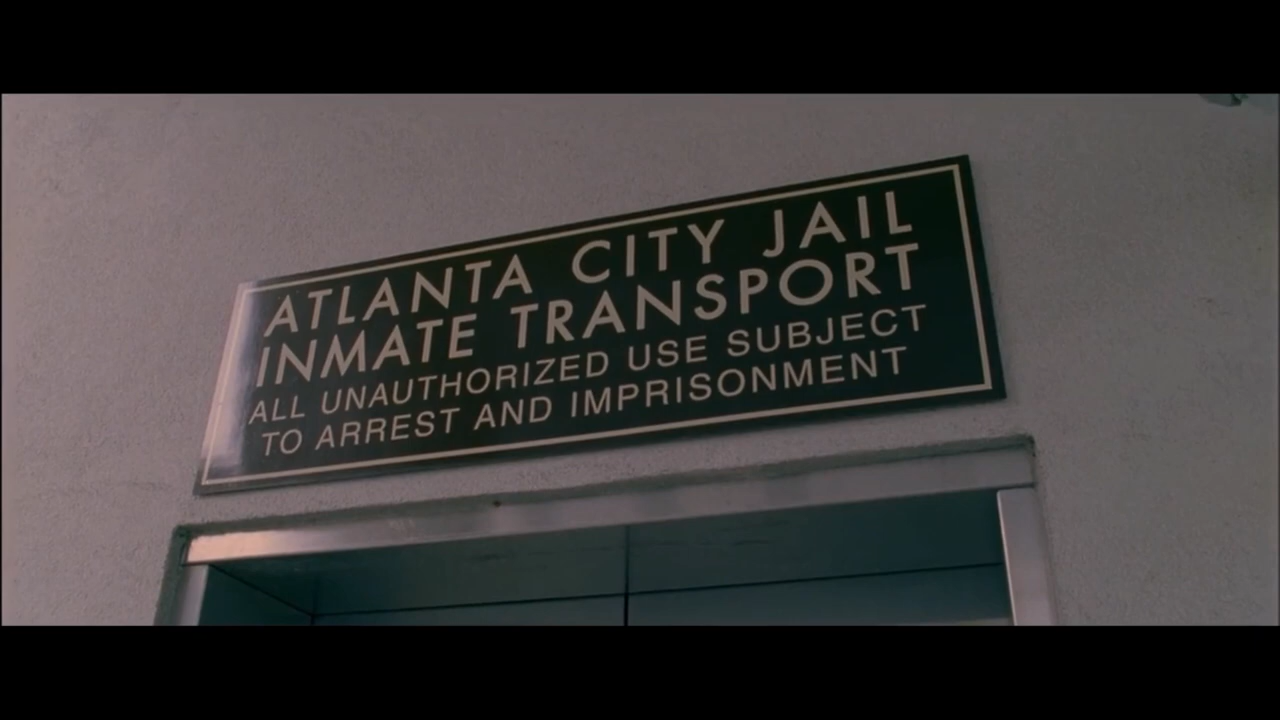 ATLANTA CITY JAIL
INMATE TRANSPORT
ALL UNAUTHORIZED USE SUBJECT
TO ARREST AND IMPRISONMENT